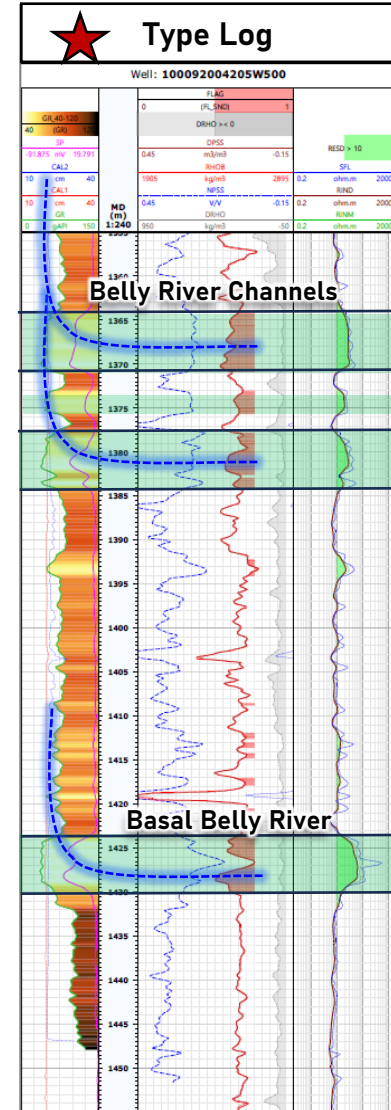 Type Log
Well: 100092004205W500
FLAG
0 (FL_SND) 1
DRHO >< 0
GR_40-120
40 (GR)
SP
-91.875 mV 19.791
CAL2
10 cm 40
CAL1
10 cm 40
GR
0 gAPI 150
MD
(m)
1:240
DPSS
0.45 m3/m3 -0.15
RHOB
1905 kg/m3 2895
NPSS
0.45 V/V -0.15
DRHO
950 kg/m3 -50
RESD > 10
SFL
0.2 ohm.m 2000
RIND
0.2 ohm.m 2000
RINM
0.2 ohm.m 2000
Belly River Channels
1365
1370
1375
1380
1385
1390
1395
1400
1405
1410
1415
1420
Basal Belly River
1425
1430
1435
1440
1445
1450